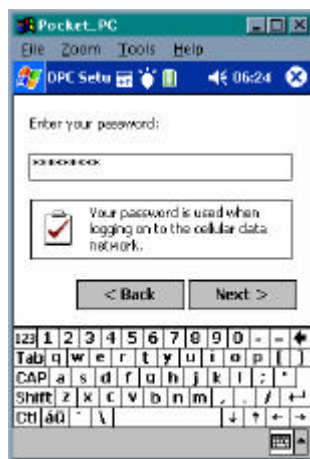 Pocket_PC
File Zoom Tools Help
DPC Setu 06:24
Enter your password:
*********
Your password is used when
logging on to the cellular data
network.
< Back Next >
123 1 2 3 4 5 6 7 8 9 0 - =
Tab q w e r t y u i o p [ ]
CAP a s d f g h j k l ; '
Shift z x c v b n m , . /
Ctl áü ` \